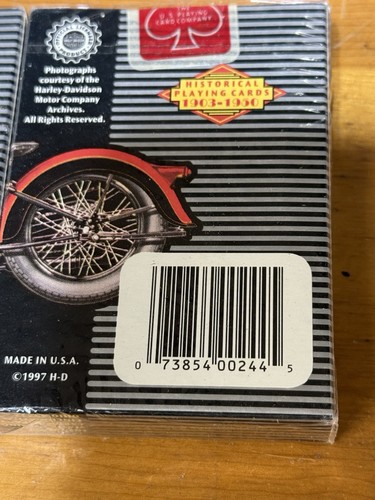 U.S. PLAYING
CARD COMPANY
Photographs
courtesy of the
Harley-Davidson
Motor Company
Archives.
All Rights Reserved.
HISTORICAL
PLAYING CARDS
1903-1950
MADE IN U.S.A.
©1997 H-D
0 73854 00244 5